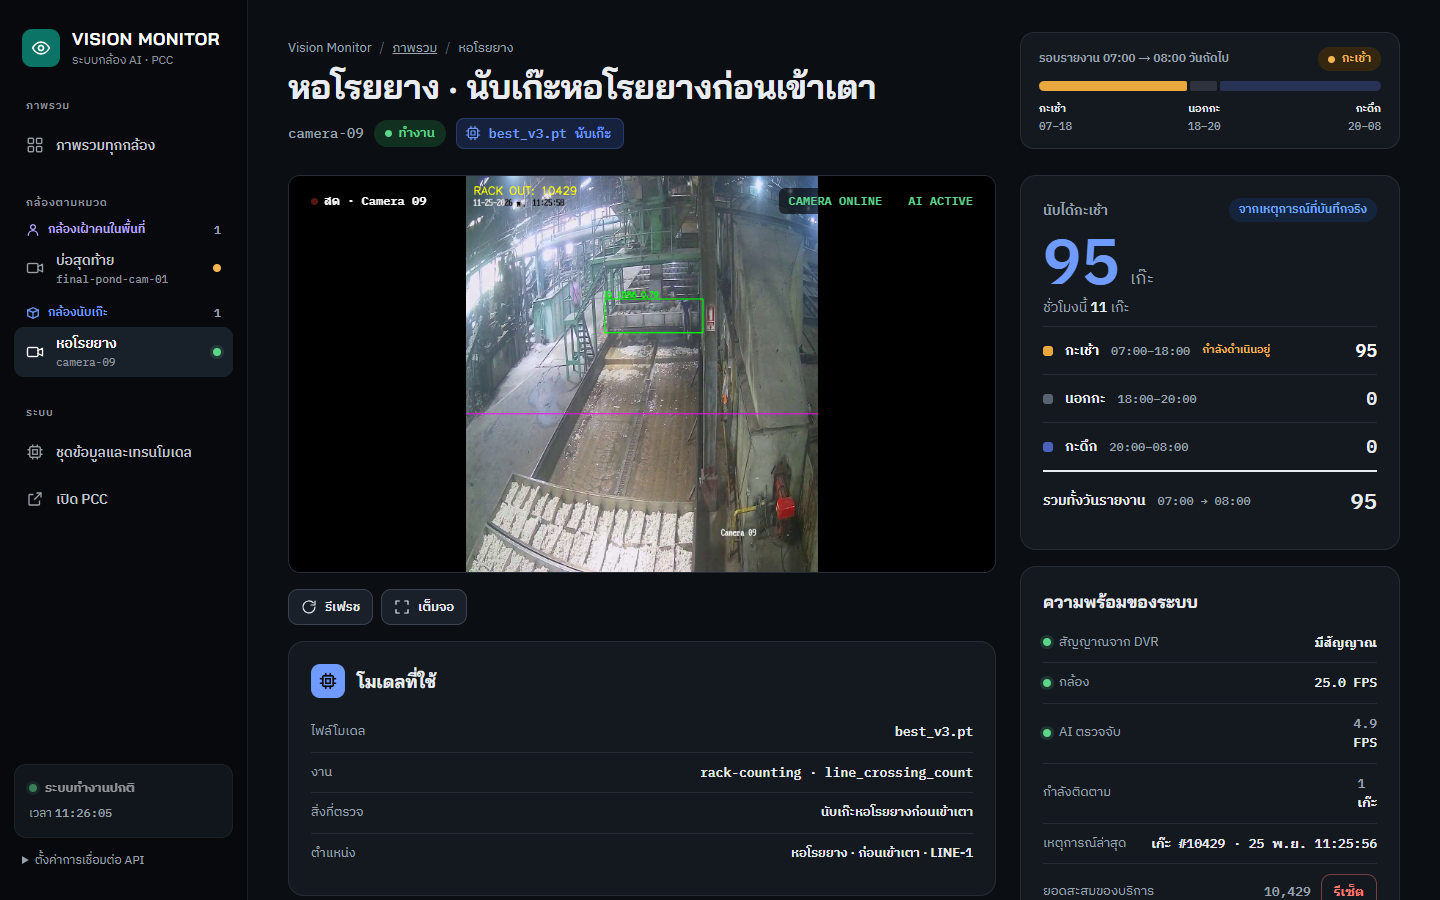 VISION MONITOR
ระบบกล้อง AI · PCC
ภาพรวม
ภาพรวมทุกกล้อง
กล้องตามหมวด
กล้องเฝ้าคนในพื้นที่ 1
บ่อสุดท้าย
final-pond-cam-01
กล้องนับเก๊ะ 1
หอโรยยาง
camera-09
ระบบ
ชุดข้อมูลและเทรนโมเดล
เปิด PCC
ระบบทำงานปกติ
เวลา 11:26:05
ตั้งค่าการเชื่อมต่อ API
Vision Monitor / ภาพรวม / หอโรยยาง
หอโรยยาง · นับเก๊ะหอโรยยางก่อนเข้าเตา
camera-09 ทำงาน best_v3.pt นับเก๊ะ
RACK OUT: 10429
สด · Camera 09
CAMERA ONLINE AI ACTIVE
Camera 09
รีเฟรช เต็มจอ
โมเดลที่ใช้
ไฟล์โมเดล best_v3.pt
งาน rack-counting · line_crossing_count
สิ่งที่ตรวจ นับเก๊ะหอโรยยางก่อนเข้าเตา
ตำแหน่ง หอโรยยาง · ก่อนเข้าเตา · LINE-1
รอบรายงาน 07:00 → 08:00 วันถัดไป กะเช้า
กะเช้า นอกกะ กะดึก
07–18 18–20 20–08
นับได้กะเช้า จากเหตุการณ์ที่บันทึกจริง
95 เก๊ะ
ชั่วโมงนี้ 11 เก๊ะ
กะเช้า 07:00–18:00 กำลังดำเนินอยู่ 95
นอกกะ 18:00–20:00 0
กะดึก 20:00–08:00 0
รวมทั้งวันรายงาน 07:00 → 08:00 95
ความพร้อมของระบบ
สัญญาณจาก DVR มีสัญญาณ
กล้อง 25.0 FPS
AI ตรวจจับ 4.9 FPS
กำลังติดตาม 1 เก๊ะ
เหตุการณ์ล่าสุด เก๊ะ #10429 · 25 พ.ย. 11:25:56
ยอดสะสมของบริการ 10,429 รีเซ็ต